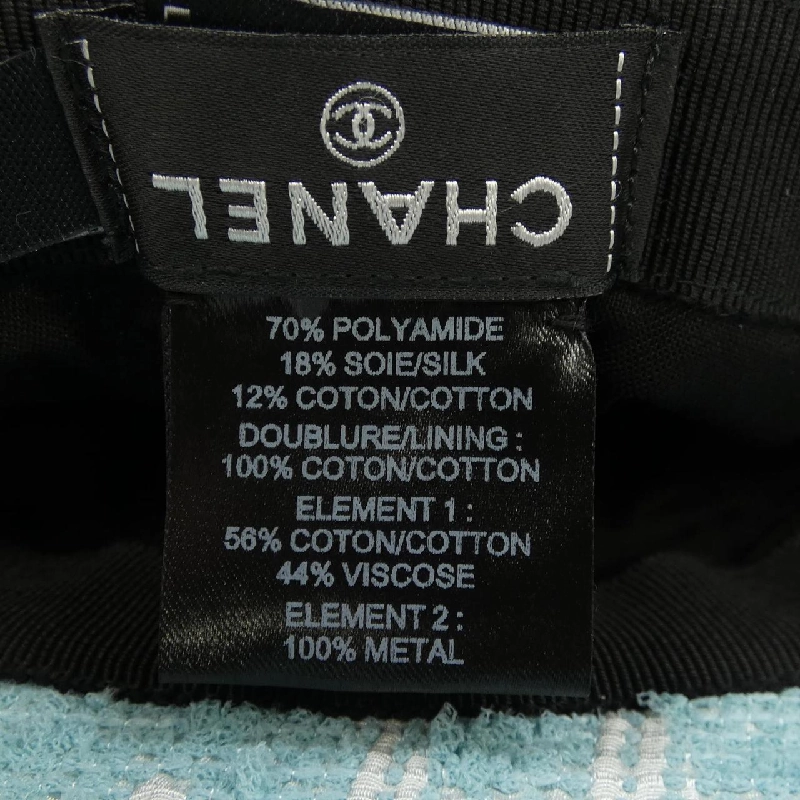 CHANEL
70% POLYAMIDE
18% SOIE/SILK
12% COTON/COTTON
DOUBLURE/LINING :
100% COTON/COTTON
ELEMENT 1 :
56% COTON/COTTON
44% VISCOSE
ELEMENT 2 :
100% METAL